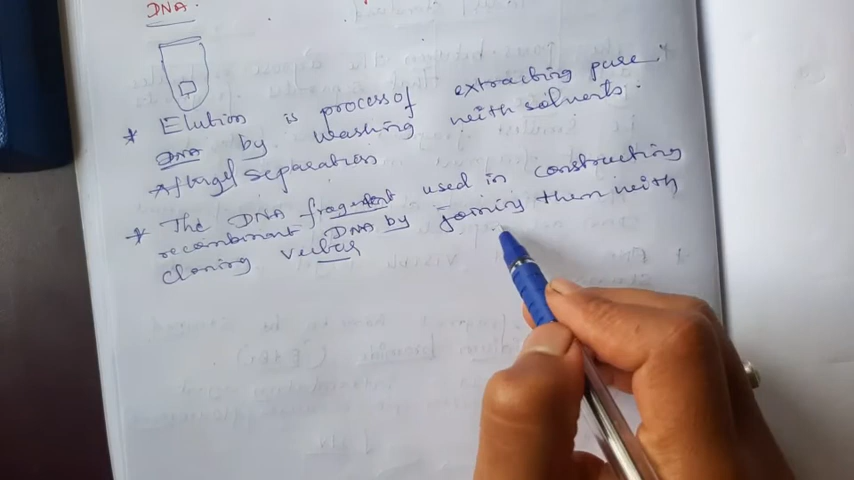 DNA.
* Elution is process of extracting pure
DNA by washing with solvents.
After gel separation
* The DNA fragment used in constructing
recombinant DNA by joining them with
cloning vectors